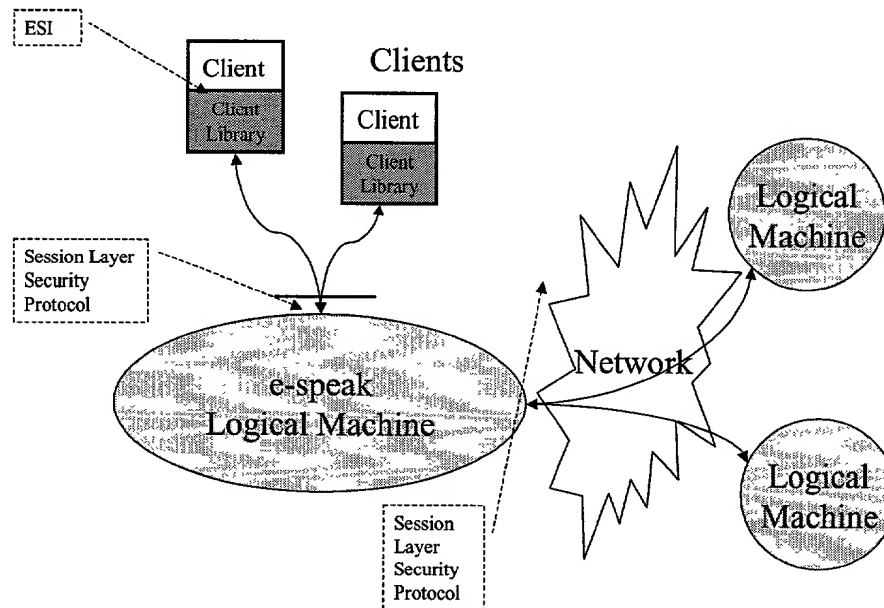 ESI
Client
Client
Library
Clients
Client
Client
Library
Logical
Machine
Session Layer
Security
Protocol
Network
e-speak
Logical Machine
Logical
Machine
Session
Layer
Security
Protocol